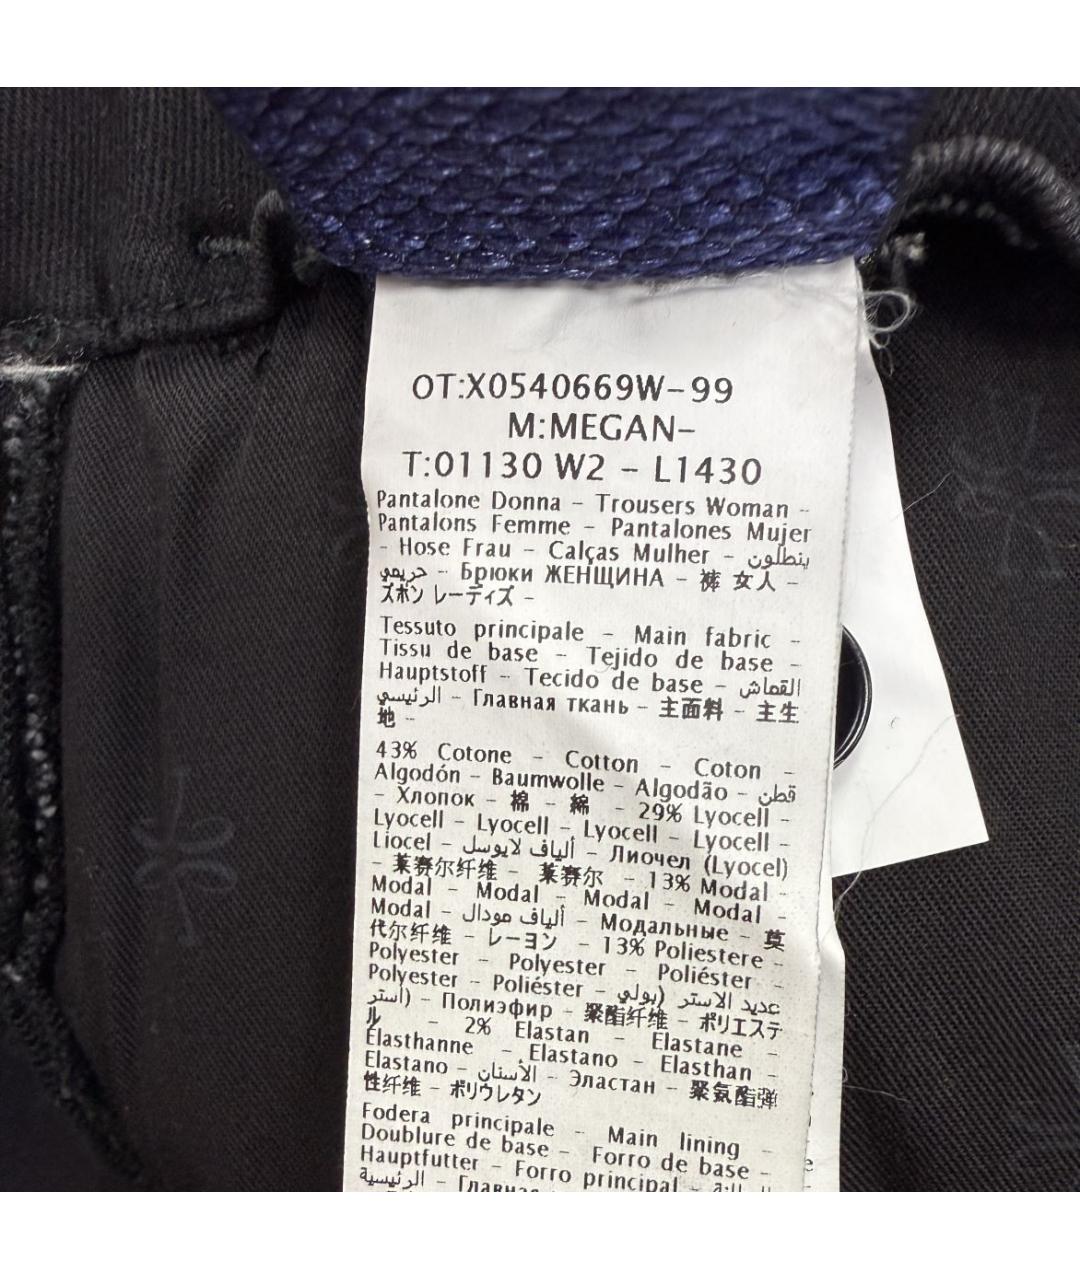 OT:X0540669W-99
M:MEGAN-
T:01130 W2 - L1430
Pantalone Donna - Trousers Woman -
Pantalons Femme - Pantalones Mujer
- Hose Frau - Calças Mulher - بنطلون
حريمي - Брюки ЖЕНЩИНА - 裤 女人 -
ズボン レーディズ -
Tessuto principale - Main fabric -
Tissu de base - Tejido de base -
Hauptstoff - Tecido de base - القماش
الرئيسي - Главная ткань - 主面料 - 主生
地 -
43% Cotone - Cotton - Coton -
Algodón - Baumwolle - Algodão - قطن
- Хлопок - 棉 - 綿 - 29% Lyocell -
Lyocell - Lyocell - Lyocell - Lyocell -
Liocel - ألياف لايوسل - Лиочел (Lyocel)
- 莱赛尔纤维 - 莱赛尔 - 13% Modal -
Modal - Modal - Modal - Modal -
Modal - ألياف مودال - Модальные - 莫
代尔纤维 - レーヨン - 13% Poliestere -
Polyester - Polyester - Poliéster -
Polyester - Poliéster - عديد الاستر (بولي
أستر) - Полиэфир - 聚酯纤维 - ポリエステ
ル - 2% Elastan - Elastane -
Élasthanne - Elastano - Elasthan -
Elastano - الأستان - Эластан - 聚氨酯弹
性纤维 - ポリウレタン
Fodera principale - Main lining -
Doublure de base - Forro de base -
Hauptfutter - Forro principal -
الرئيسية -